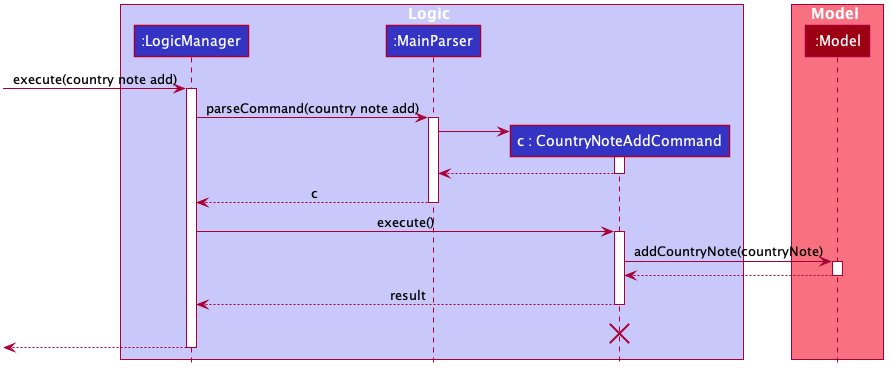 Logic
Model
:LogicManager
:MainParser
:Model
execute(country note add)
parseCommand(country note add)
c : CountryNoteAddCommand
c
execute()
addCountryNote(countryNote)
result